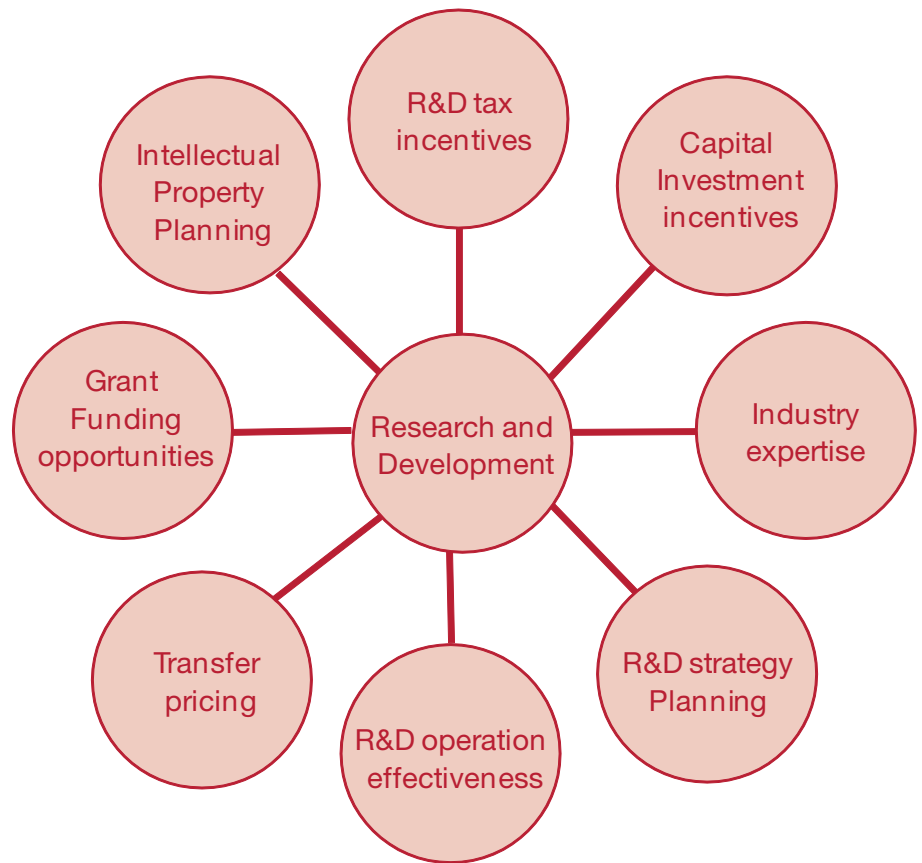 R&D tax
incentives
Capital
Investment
incentives
Industry
expertise
R&D strategy
Planning
R&D operation
effectiveness
Transfer
pricing
Grant
Funding
opportunities
Intellectual
Property
Planning
Research and
Development